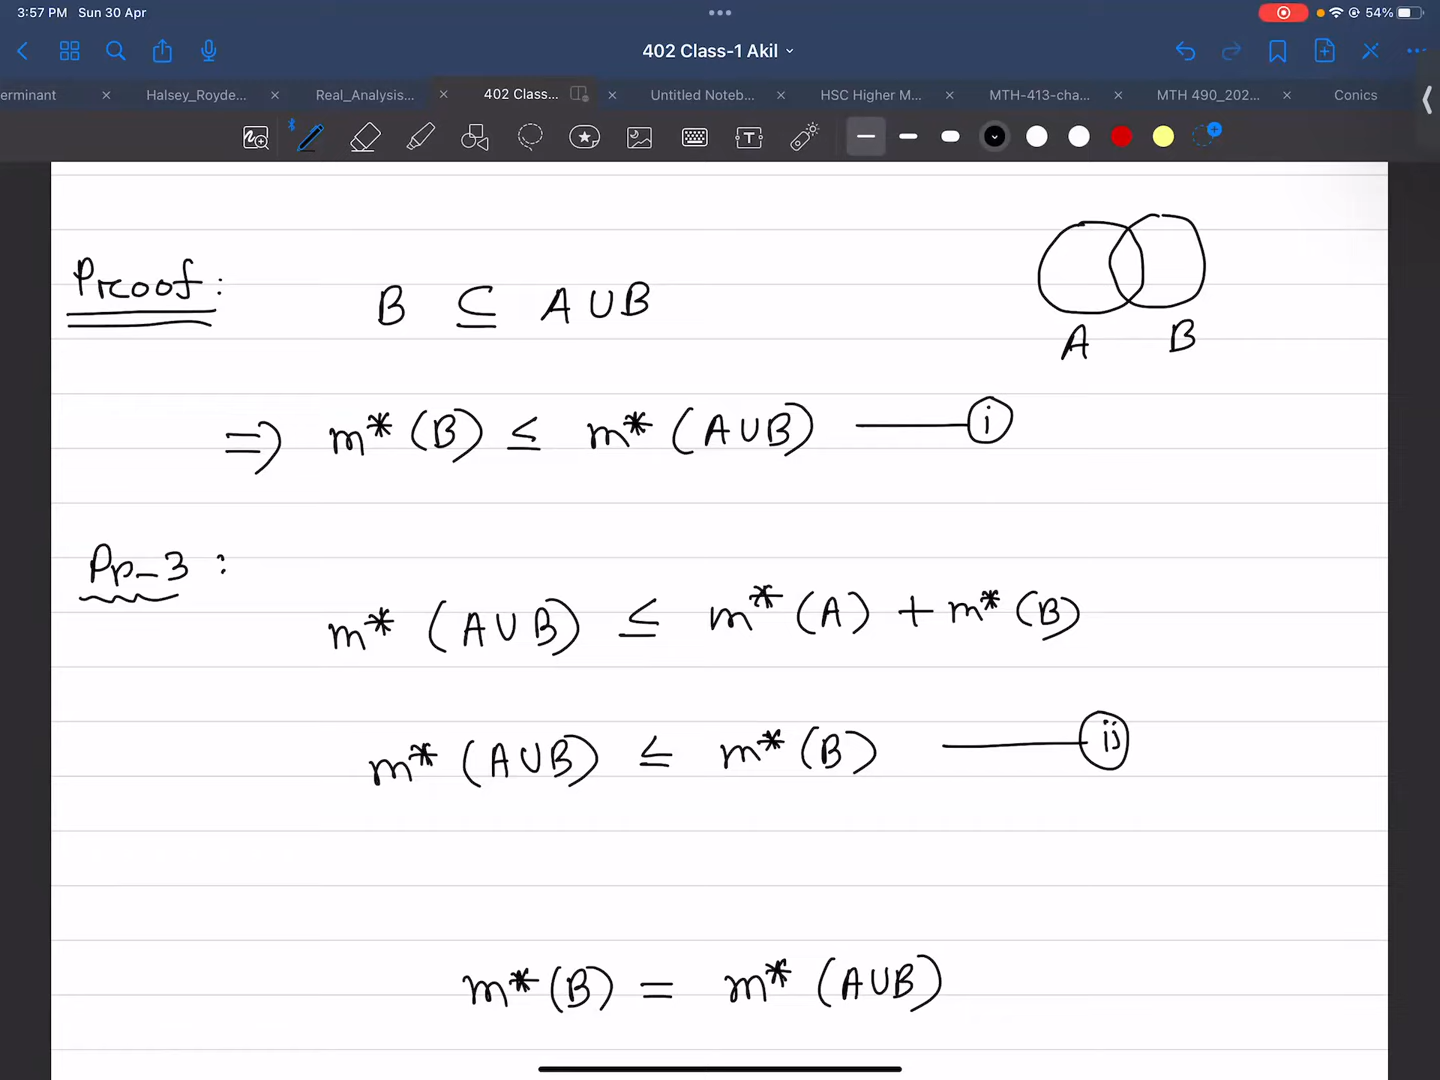 3:57 PM Sun 30 Apr 54%
402 Class-1 Akil
erminant Halsey_Royde... Real_Analysis... 402 Class... Untitled Noteb... HSC Higher M... MTH-413-cha... MTH 490_202... Conics
Proof : B ⊆ A∪B
A B
⇒ m*(B) ≤ m*(A∪B) —— i
Pp-3 :
m*(A∪B) ≤ m*(A) + m*(B)
m*(A∪B) ≤ m*(B) —— ii
m*(B) = m*(A∪B)